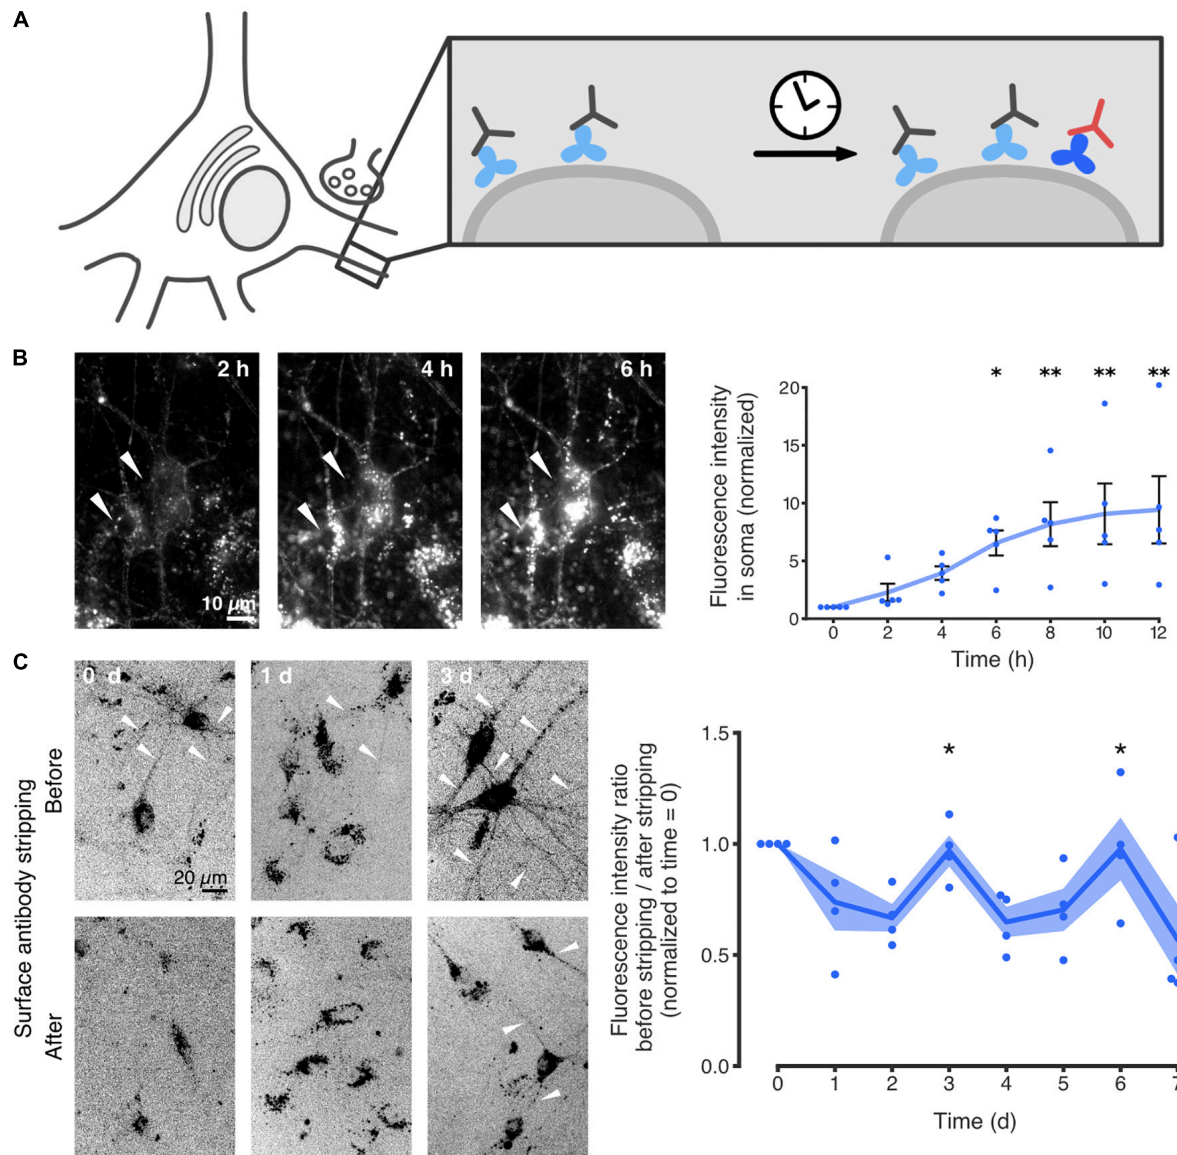 A
B
2 h
4 h
6 h
10 µm
Fluorescence intensity
in soma (normalized)
* ** ** **
20
15
10
5
1
0 2 4 6 8 10 12
Time (h)
C
0 d
1 d
3 d
Surface antibody stripping
Before
After
20 µm
Fluorescence intensity ratio
before stripping / after stripping
(normalized to time = 0)
* *
1.5
1.0
0.5
0.0
0 1 2 3 4 5 6 7
Time (d)